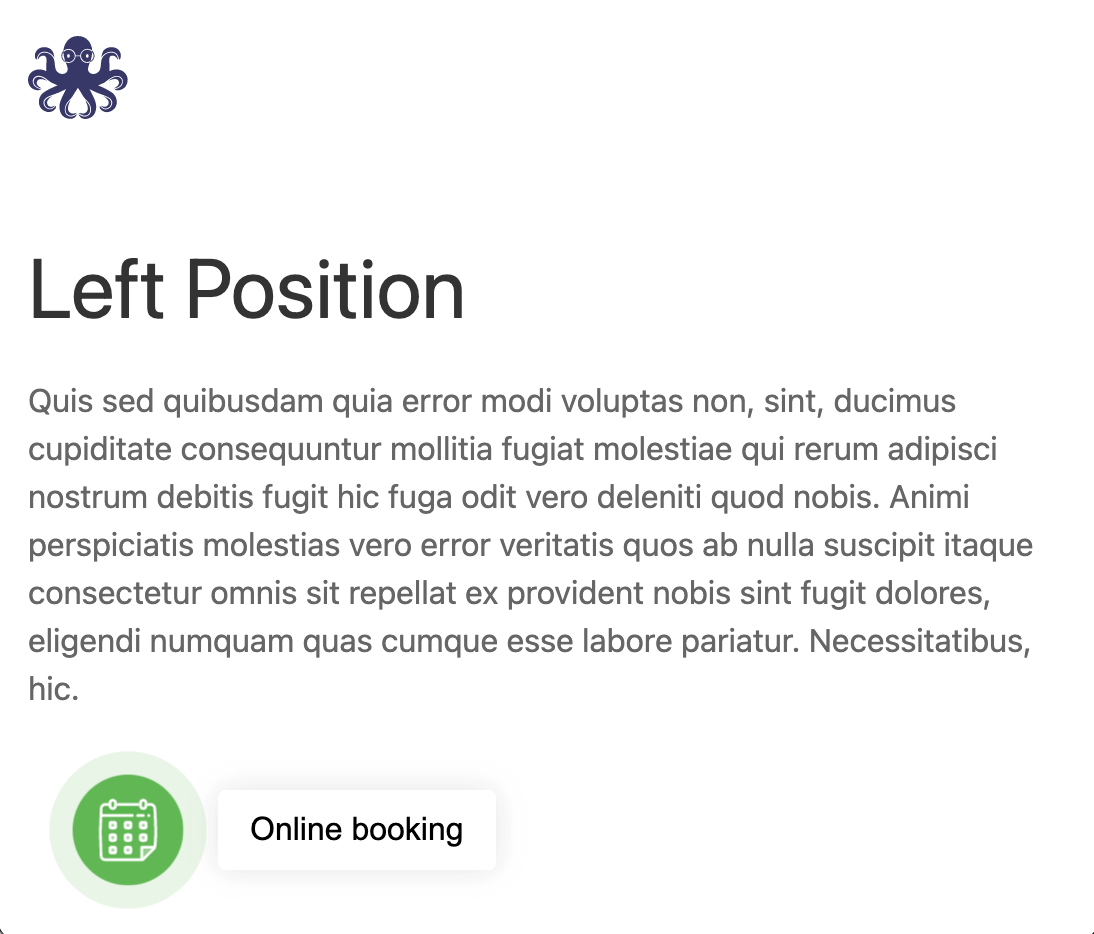 Left Position
Quis sed quibusdam quia error modi voluptas non, sint, ducimus
cupiditate consequuntur mollitia fugiat molestiae qui rerum adipisci
nostrum debitis fugit hic fuga odit vero deleniti quod nobis. Animi
perspiciatis molestias vero error veritatis quos ab nulla suscipit itaque
consectetur omnis sit repellat ex provident nobis sint fugit dolores,
eligendi numquam quas cumque esse labore pariatur. Necessitatibus,
hic.
Online booking